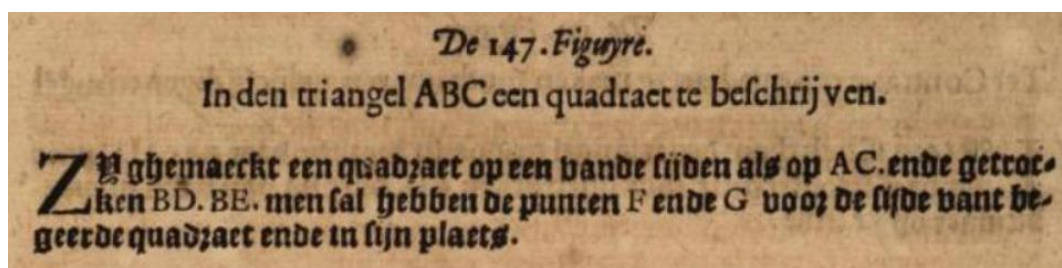 De 147. Figuyre.
In den triangel ABC een quadraet te beſchrijven.
ZY ghemaeckt een quadraet op een vande ſijden als op AC. ende getroc-
ken BD. BE. men ſal hebben de punten F ende G voor de ſijde vant be-
geerde quadraet ende in ſijn plaets.